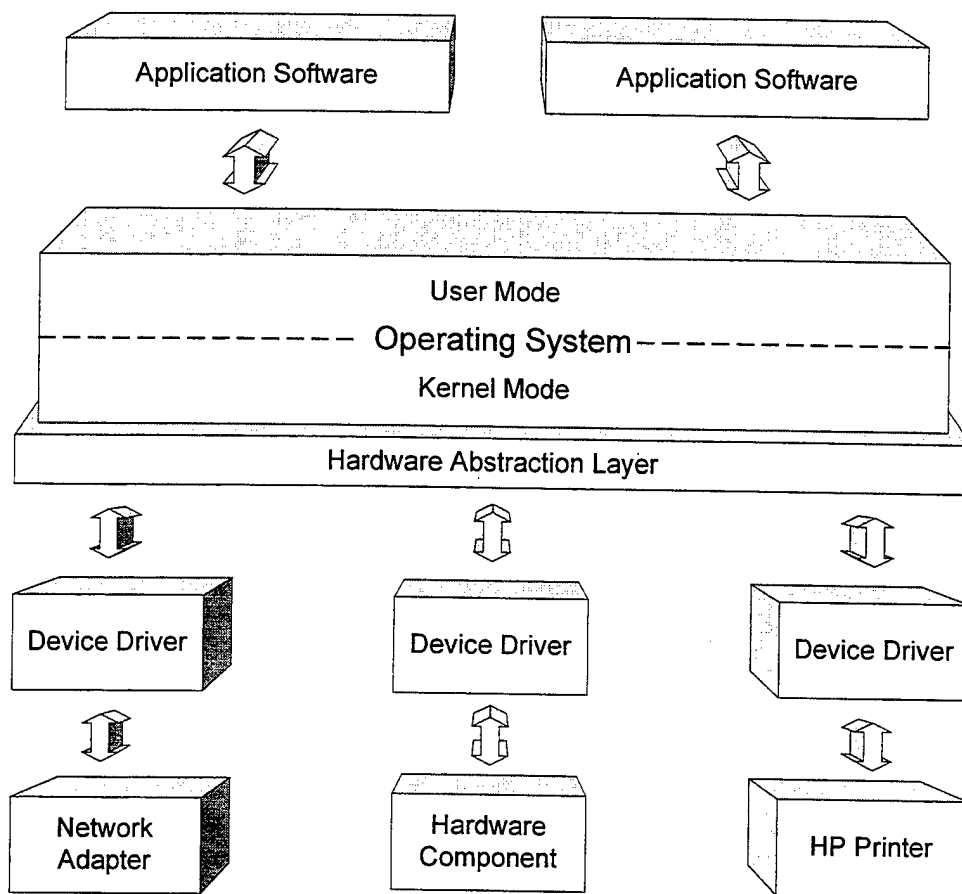 Application Software
Application Software
User Mode
Operating System
Kernel Mode
Hardware Abstraction Layer
Device Driver
Device Driver
Device Driver
Network
Adapter
Hardware
Component
HP Printer